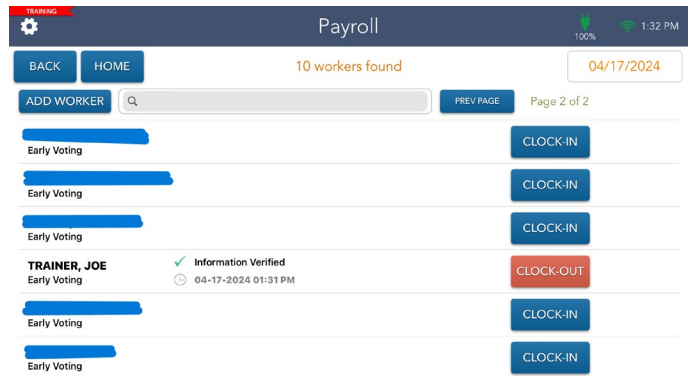 TRAINING
Payroll
100%
1:32 PM
BACK
HOME
10 workers found
04/17/2024
ADD WORKER
PREV PAGE
Page 2 of 2
CLOCK-IN
Early Voting
CLOCK-IN
Early Voting
CLOCK-IN
Early Voting
TRAINER, JOE
Information Verified
CLOCK-OUT
Early Voting
04-17-2024 01:31 PM
CLOCK-IN
Early Voting
CLOCK-IN
Early Voting